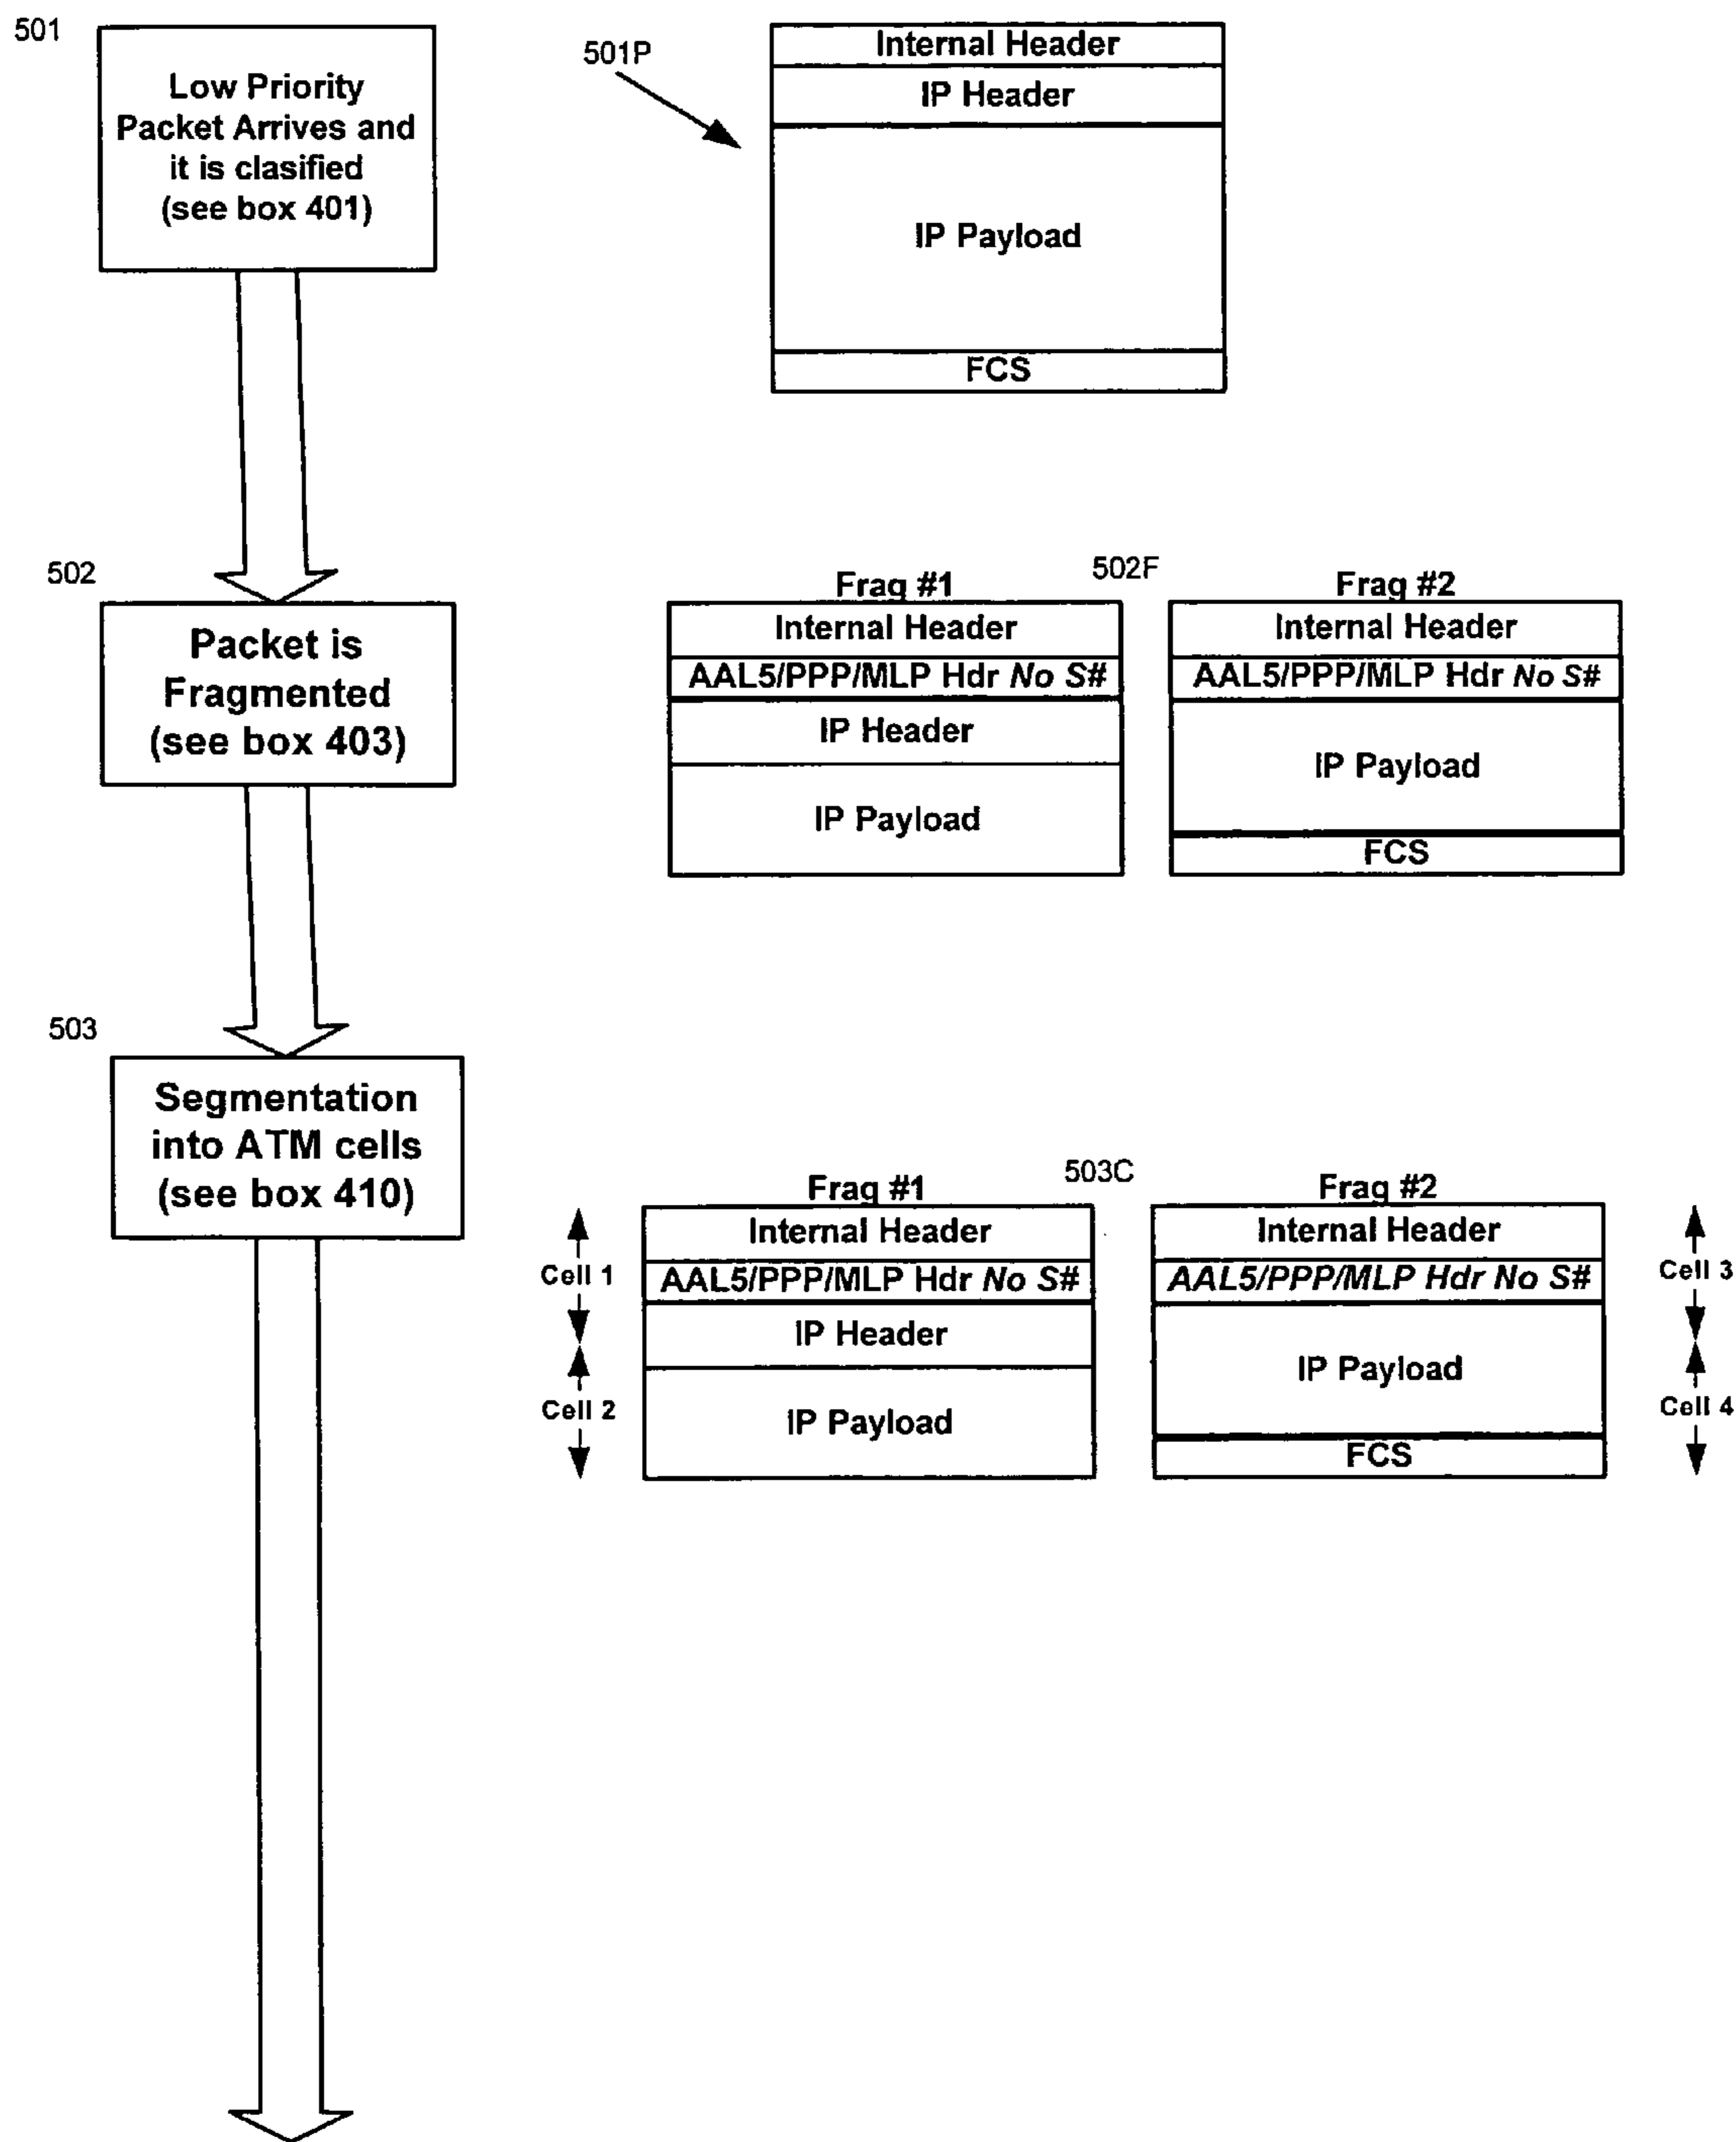 501
Low Priority
Packet Arrives and
it is clasified
(see box 401)
501P
Internal Header
IP Header
IP Payload
FCS
502
Packet is
Fragmented
(see box 403)
502F
Frag #1
Internal Header
AAL5/PPP/MLP Hdr No S#
IP Header
IP Payload
Frag #2
Internal Header
AAL5/PPP/MLP Hdr No S#
IP Payload
FCS
503
Segmentation
into ATM cells
(see box 410)
503C
Cell 1
Cell 2
Frag #1
Internal Header
AAL5/PPP/MLP Hdr No S#
IP Header
IP Payload
Frag #2
Internal Header
AAL5/PPP/MLP Hdr No S#
IP Payload
FCS
Cell 3
Cell 4